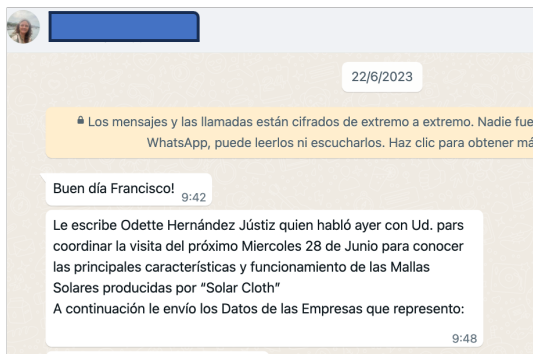 22/6/2023
Los mensajes y las llamadas están cifrados de extremo a extremo. Nadie fue
WhatsApp, puede leerlos ni escucharlos. Haz clic para obtener má
Buen día Francisco!
9:42
Le escribe Odette Hernández Jústiz quien habló ayer con Ud. pars
coordinar la visita del próximo Miercoles 28 de Junio para conocer
las principales características y funcionamiento de las Mallas
Solares producidas por “Solar Cloth”
A continuación le envío los Datos de las Empresas que represento:
9:48